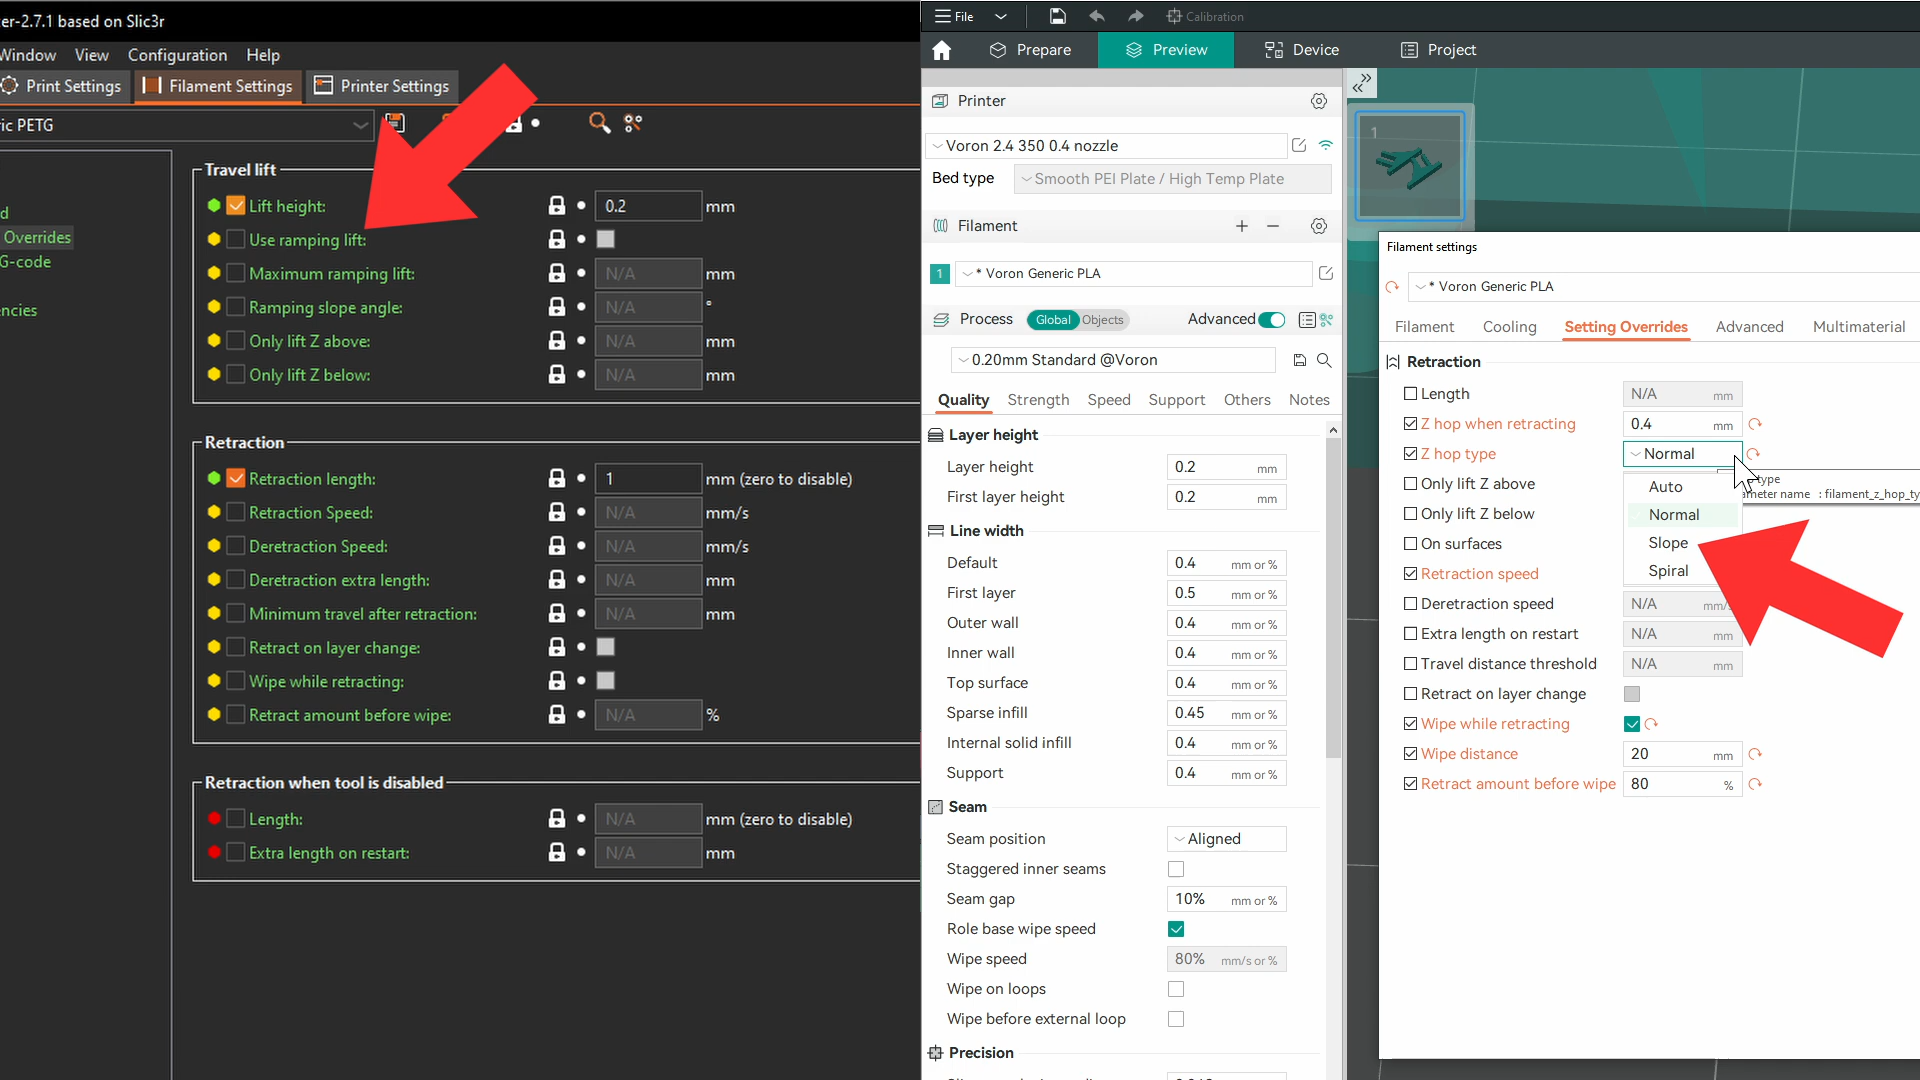 er-2.7.1 based on Slic3r
Window View Configuration Help
Print Settings Filament Settings Printer Settings
ic PETG
d
Overrides
G-code
ncies
Travel lift
Lift height: 0.2 mm
Use ramping lift:
Maximum ramping lift: N/A mm
Ramping slope angle: N/A °
Only lift Z above: N/A mm
Only lift Z below: N/A mm
Retraction
Retraction length: 1 mm (zero to disable)
Retraction Speed: N/A mm/s
Deretraction Speed: N/A mm/s
Deretraction extra length: N/A mm
Minimum travel after retraction: N/A mm
Retract on layer change:
Wipe while retracting:
Retract amount before wipe: N/A %
Retraction when tool is disabled
Length: N/A mm (zero to disable)
Extra length on restart: N/A mm
File Calibration
Prepare Preview Device Project
Printer
Voron 2.4 350 0.4 nozzle
Bed type Smooth PEI Plate / High Temp Plate
Filament
1 * Voron Generic PLA
Process Global Objects Advanced
0.20mm Standard @Voron
Quality Strength Speed Support Others Notes
Layer height
Layer height 0.2 mm
First layer height 0.2 mm
Line width
Default 0.4 mm or %
First layer 0.5 mm or %
Outer wall 0.4 mm or %
Inner wall 0.4 mm or %
Top surface 0.4 mm or %
Sparse infill 0.45 mm or %
Internal solid infill 0.4 mm or %
Support 0.4 mm or %
Seam
Seam position Aligned
Staggered inner seams
Seam gap 10% mm or %
Role base wipe speed
Wipe speed 80% mm/s or %
Wipe on loops
Wipe before external loop
Precision
1
Filament settings
* Voron Generic PLA
Filament Cooling Setting Overrides Advanced Multimaterial
Retraction
Length N/A mm
Z hop when retracting 0.4 mm
Z hop type Normal
Only lift Z above
Only lift Z below
On surfaces
Retraction speed
Deretraction speed N/A mm/s
Extra length on restart N/A mm
Travel distance threshold N/A mm
Retract on layer change
Wipe while retracting
Wipe distance 20 mm
Retract amount before wipe 80 %
Auto
Normal
Slope
Spiral
type
ameter name : filament_z_hop_ty